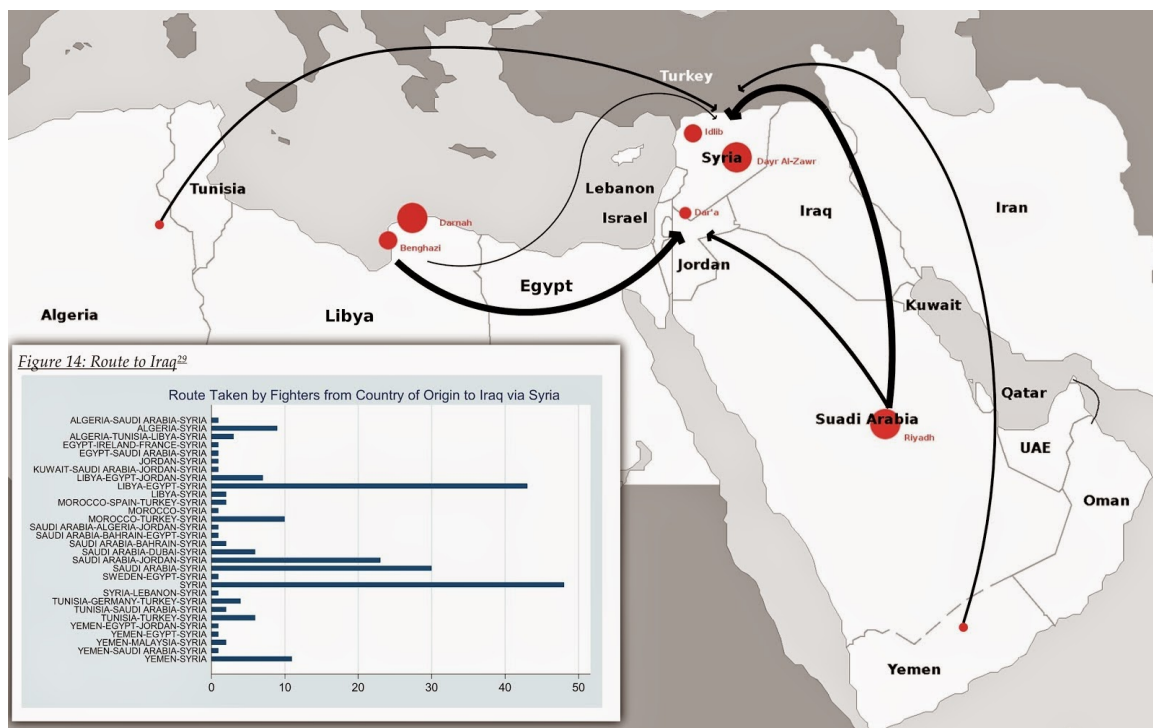 Turkey
Idlib
Syria
Dayr Al-Zawr
Tunisia
Lebanon
Israel
Dar'a
Iraq
Iran
Darnah
Benghazi
Jordan
Egypt
Kuwait
Algeria
Libya
Qatar
Suadi Arabia
Riyadh
UAE
Oman
Yemen
Figure 14: Route to Iraq29
Route Taken by Fighters from Country of Origin to Iraq via Syria
ALGERIA-SAUDI ARABIA-SYRIA
ALGERIA-SYRIA
ALGERIA-TUNISIA-LIBYA-SYRIA
EGYPT-IRELAND-FRANCE-SYRIA
EGYPT-SAUDI ARABIA-SYRIA
JORDAN-SYRIA
KUWAIT-SAUDI ARABIA-JORDAN-SYRIA
LIBYA-EGYPT-JORDAN-SYRIA
LIBYA-EGYPT-SYRIA
LIBYA-SYRIA
MOROCCO-SPAIN-TURKEY-SYRIA
MOROCCO-SYRIA
MOROCCO-TURKEY-SYRIA
SAUDI ARABIA-ALGERIA-JORDAN-SYRIA
SAUDI ARABIA-BAHRAIN-EGYPT-SYRIA
SAUDI ARABIA-BAHRAIN-SYRIA
SAUDI ARABIA-DUBAI-SYRIA
SAUDI ARABIA-JORDAN-SYRIA
SAUDI ARABIA-SYRIA
SWEDEN-EGYPT-SYRIA
SYRIA
SYRIA-LEBANON-SYRIA
TUNISIA-GERMANY-TURKEY-SYRIA
TUNISIA-SAUDI ARABIA-SYRIA
TUNISIA-TURKEY-SYRIA
YEMEN-EGYPT-JORDAN-SYRIA
YEMEN-EGYPT-SYRIA
YEMEN-MALAYSIA-SYRIA
YEMEN-SAUDI ARABIA-SYRIA
YEMEN-SYRIA
0 10 20 30 40 50